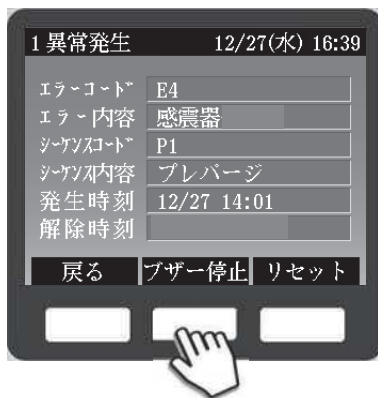 1 異常発生 12/27(水) 16:39
ｴﾗｰｺｰﾄﾞ E4
ｴﾗｰ内容 感震器
ｼｰｹﾝｽｺｰﾄﾞ P1
ｼｰｹﾝｽ内容 プレパージ
発生時刻 12/27 14:01
解除時刻
戻る ブザー停止 リセット